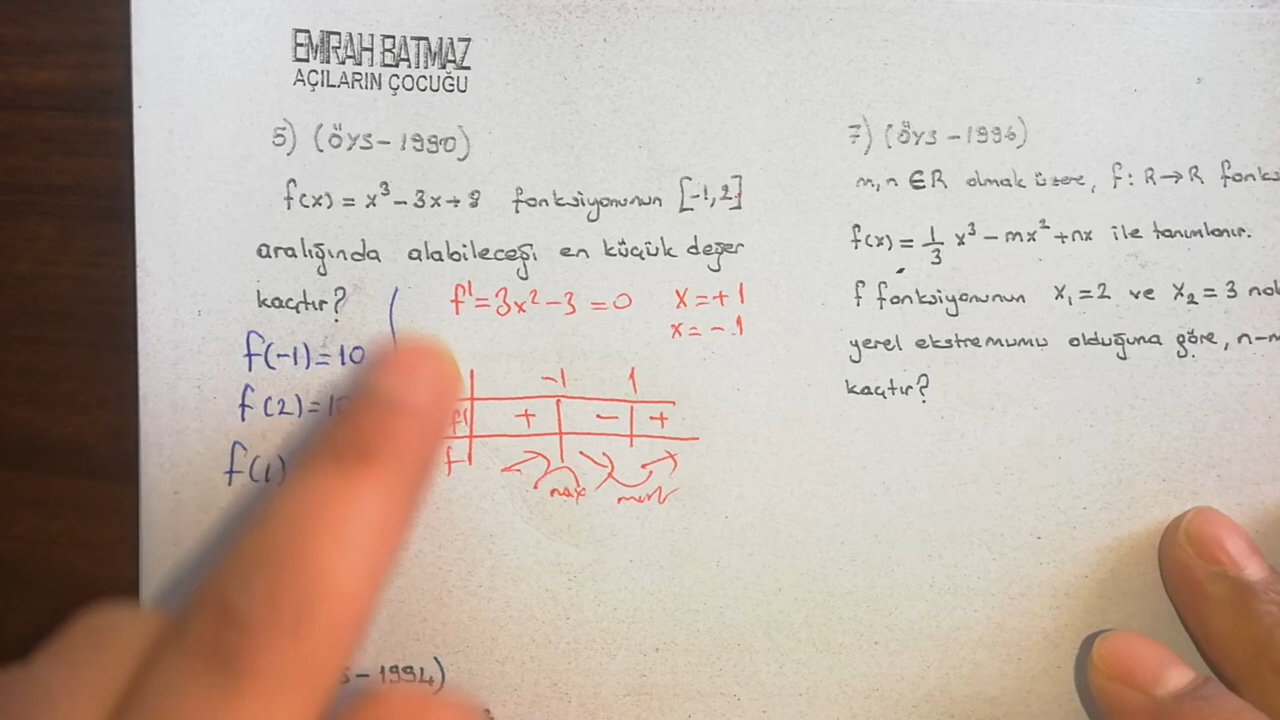 EMRAH BATMAZ
AÇILARIN ÇOCUĞU
5) (ÖYS-1990)
f(x) = x³ - 3x + 8 fonksiyonunun [-1,2]
aralığında alabileceği en küçük değer
kaçtır?
f' = 3x² - 3 = 0 x = +1
x = -1
f(-1) = 10
f(2) =
f(1)
-1 1
f' + - +
f
max min
7) (ÖYS-1996)
m,n ∈ R olmak üzere, f: R→R
f(x) = 1/3 x³ - mx² + nx ile tanımlanır.
f fonksiyonunun x₁ = 2 ve x₂ = 3
yerel ekstremumu olduğuna göre,
kaçtır?
-1994)